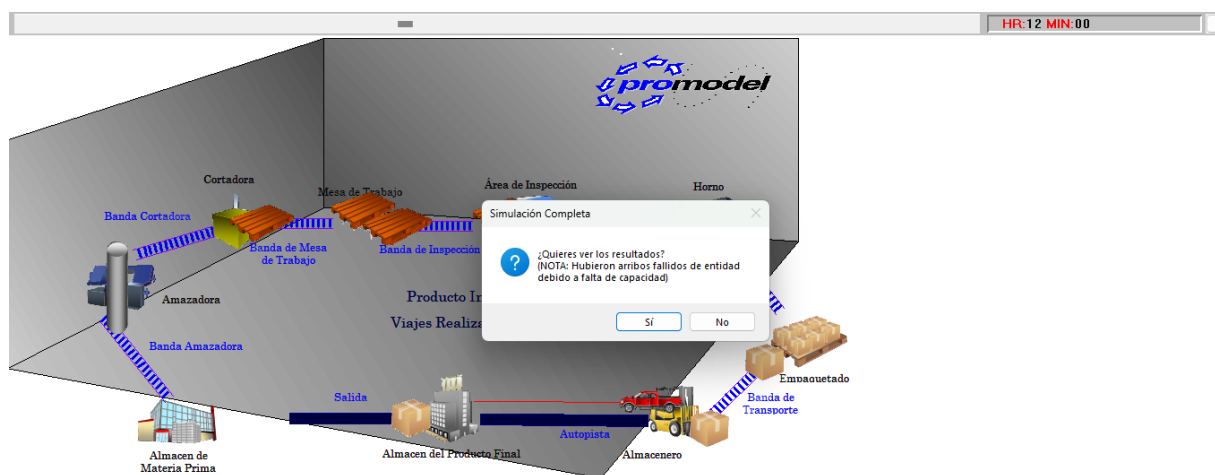 HR:12 MIN:00
promodel
Cortadora
Mesa de Trabajo
Área de Inspección
Horno
Banda Cortadora
Banda de Mesa
de Trabajo
Banda de Inspección
Simulación Completa
¿Quieres ver los resultados?
(NOTA: Hubieron arribos fallidos de entidad
debido a falta de capacidad)
Sí
No
Amazadora
Producto
Viajes
Banda Amazadora
Empaquetado
Salida
Banda de
Transporte
Autopista
Almacen de
Materia Prima
Almacen del Producto Final
Almacenero